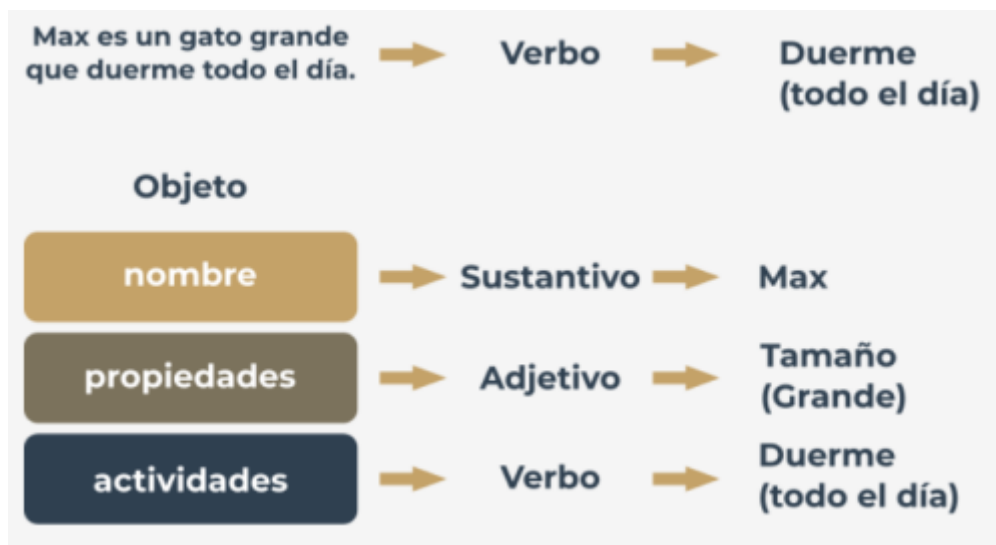 Max es un gato grande
que duerme todo el día.
Verbo
Duerme
(todo el día)
Objeto
nombre
Sustantivo
Max
propiedades
Adjetivo
Tamaño
(Grande)
actividades
Verbo
Duerme
(todo el día)